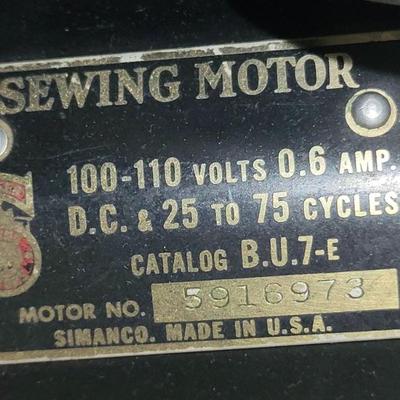 SEWING MOTOR
100-110 VOLTS 0.6 AMP.
D.C. & 25 TO 75 CYCLES
CATALOG B.U.7-E
MOTOR NO. 5916973
SIMANCO. MADE IN U.S.A.